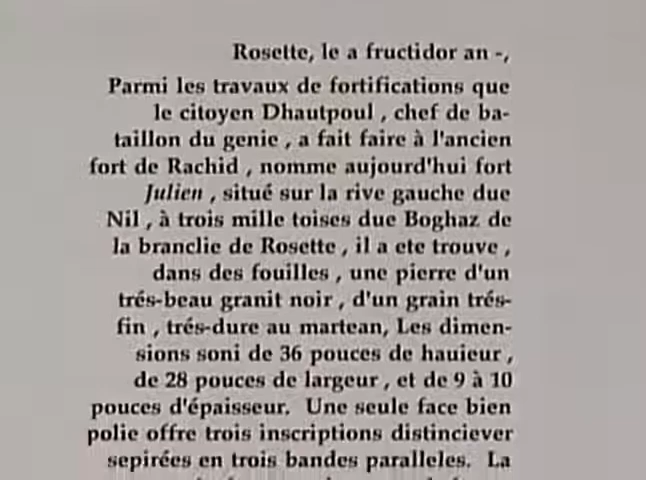 Rosette, le a fructidor an -,
Parmi les travaux de fortifications que
le citoyen Dhautpoul , chef de ba-
taillon du genie , a fait faire à l'ancien
fort de Rachid , nomme aujourd'hui fort
Julien , situé sur la rive gauche due
Nil , à trois mille toises due Boghaz de
la branclie de Rosette , il a ete trouve ,
dans des fouilles , une pierre d'un
trés-beau granit noir , d'un grain trés-
fin , trés-dure au martean, Les dimen-
sions soni de 36 pouces de hauieur ,
de 28 pouces de largeur , et de 9 à 10
pouces d'épaisseur. Une seule face bien
polie offre trois inscriptions distinciever
sepirées en trois bandes paralleles. La